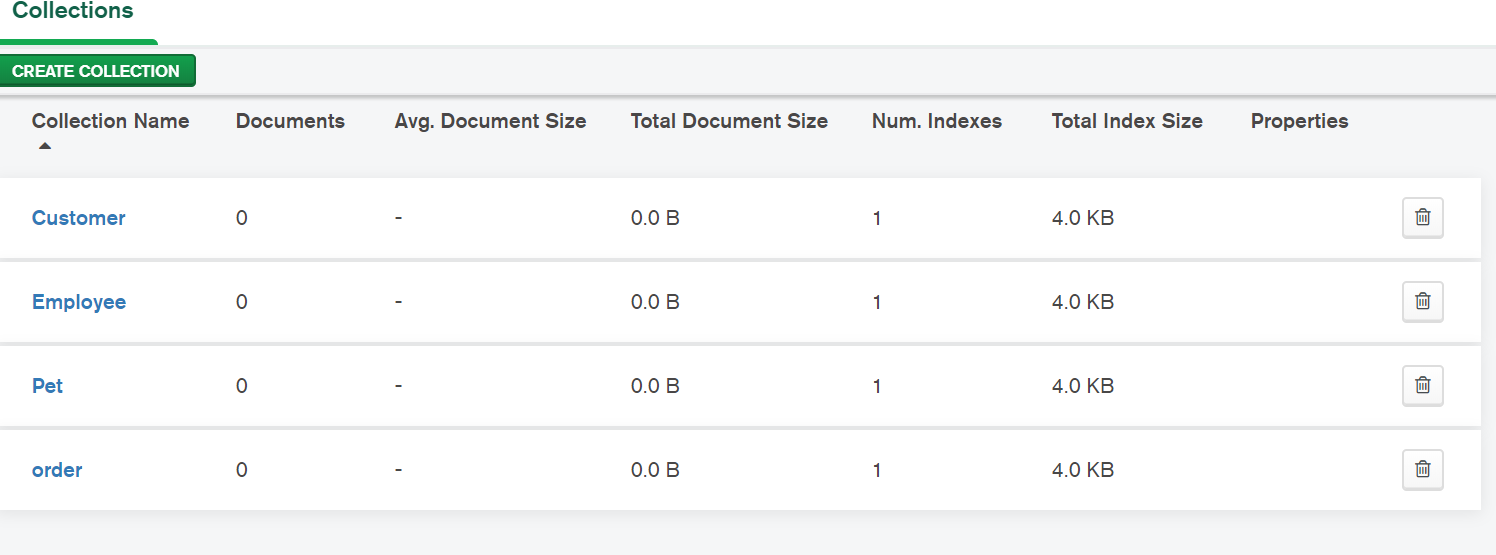 Collections
CREATE COLLECTION
Collection Name Documents Avg. Document Size Total Document Size Num. Indexes Total Index Size Properties
Customer 0 - 0.0 B 1 4.0 KB
Employee 0 - 0.0 B 1 4.0 KB
Pet 0 - 0.0 B 1 4.0 KB
order 0 - 0.0 B 1 4.0 KB